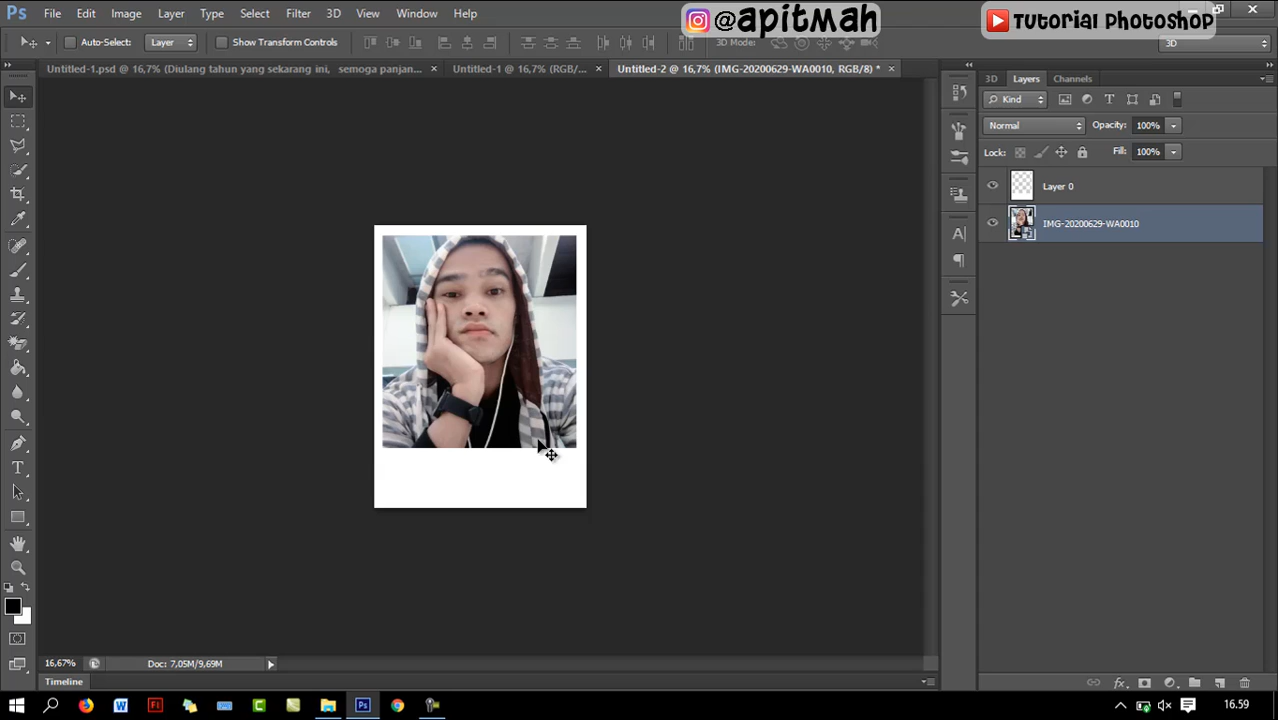 Ps File Edit Image Layer Type Select Filter 3D View Window Help
@apitmah
Tutorial Photoshop
Auto-Select: Layer Show Transform Controls 3D Mode: 3D
Untitled-1.psd @ 16,7% (Diulang tahun yang sekarang ini, semoga panjan... × Untitled-1 @ 16,7% (RGB/... × Untitled-2 @ 16,7% (IMG-20200629-WA0010, RGB/8) * ×
3D Layers Channels
Kind
Normal Opacity: 100%
Lock: Fill: 100%
Layer 0
IMG-20200629-WA0010
16,67% Doc: 7,05M/9,69M
Timeline
16.59